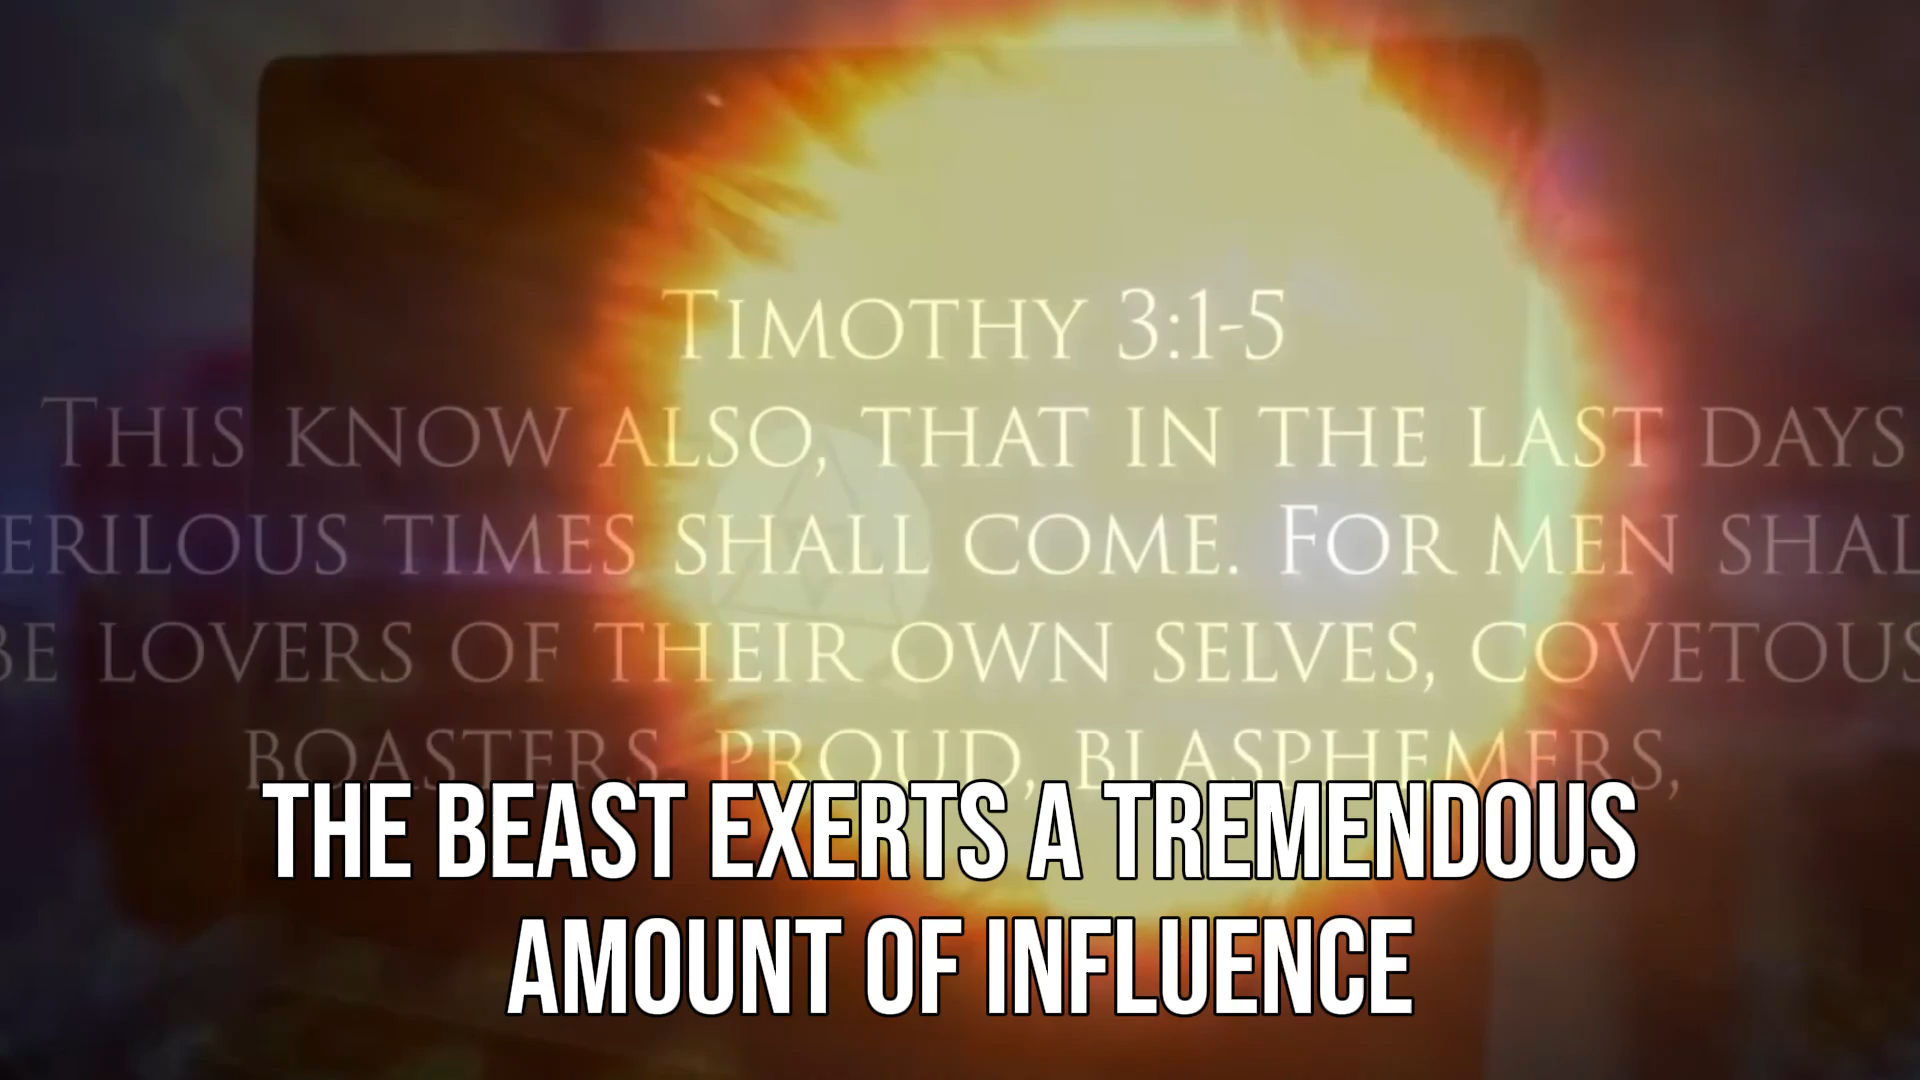 TIMOTHY 3:1-5
THIS KNOW ALSO, THAT IN THE LAST DAYS
ERILOUS TIMES SHALL COME. FOR MEN SHAL
BE LOVERS OF THEIR OWN SELVES, COVETOUS
BOASTERS, PROUD, BLASPHEMERS,
THE BEAST EXERTS A TREMENDOUS
AMOUNT OF INFLUENCE